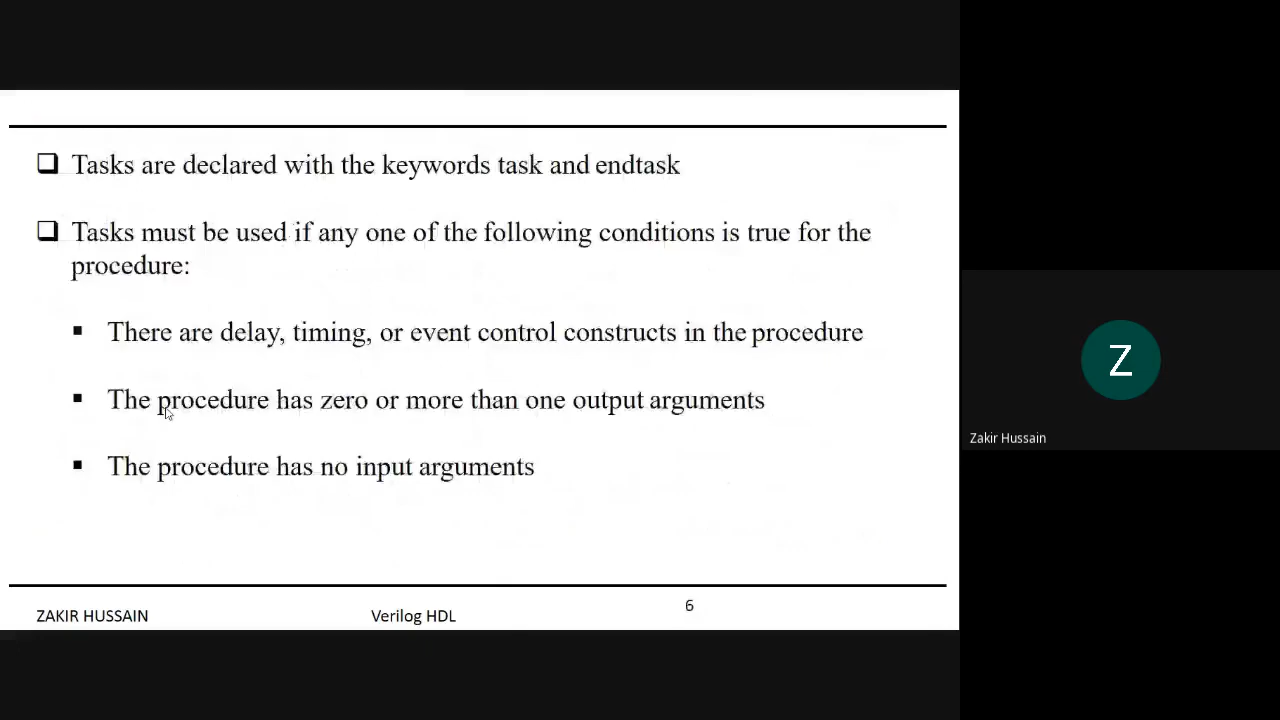 Tasks are declared with the keywords task and endtask
Tasks must be used if any one of the following conditions is true for the
procedure:
There are delay, timing, or event control constructs in the procedure
The procedure has zero or more than one output arguments
The procedure has no input arguments
ZAKIR HUSSAIN
Verilog HDL
6
Z
Zakir Hussain